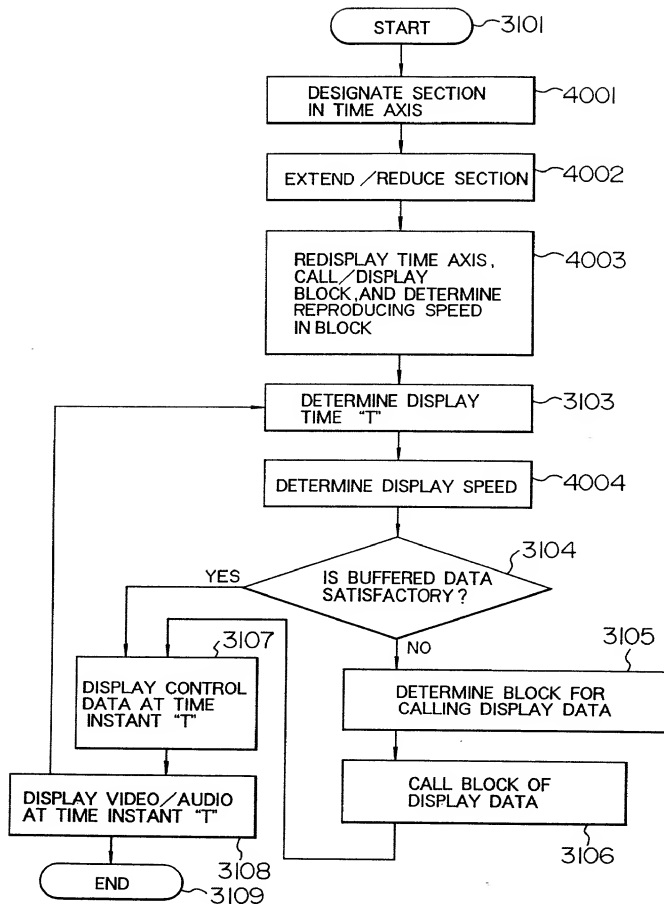 START
3101
DESIGNATE SECTION
IN TIME AXIS
4001
EXTEND/REDUCE SECTION
4002
REDISPLAY TIME AXIS,
CALL/DISPLAY
BLOCK, AND DETERMINE
REPRODUCING SPEED
IN BLOCK
4003
DETERMINE DISPLAY
TIME "T"
3103
DETERMINE DISPLAY SPEED
4004
IS BUFFERED DATA
SATISFACTORY?
3104
YES
NO
3107
DISPLAY CONTROL
DATA AT TIME
INSTANT "T"
3105
DETERMINE BLOCK FOR
CALLING DISPLAY DATA
CALL BLOCK OF
DISPLAY DATA
3106
DISPLAY VIDEO/AUDIO
AT TIME INSTANT "T"
3108
END
3109